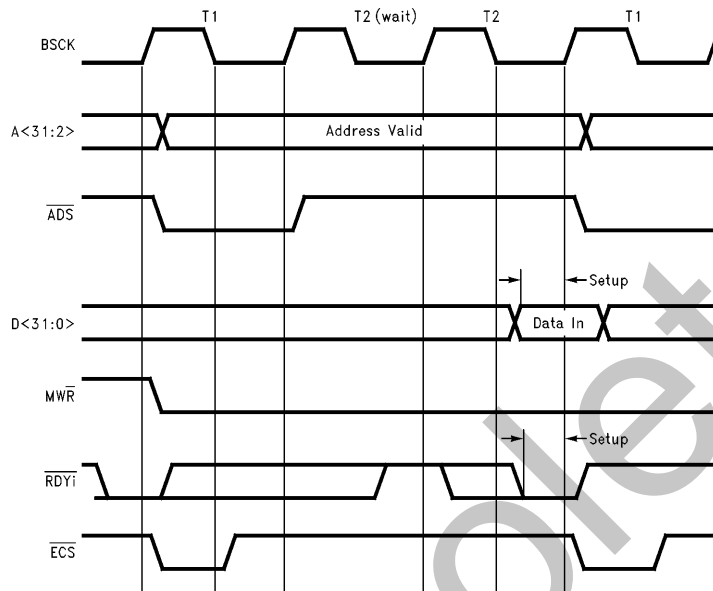 T1 T2 (wait) T2 T1
BSCK
A<31:2> Address Valid
ADS
Setup
D<31:0> Data In
MWR
Setup
RDYi
ECS
olet